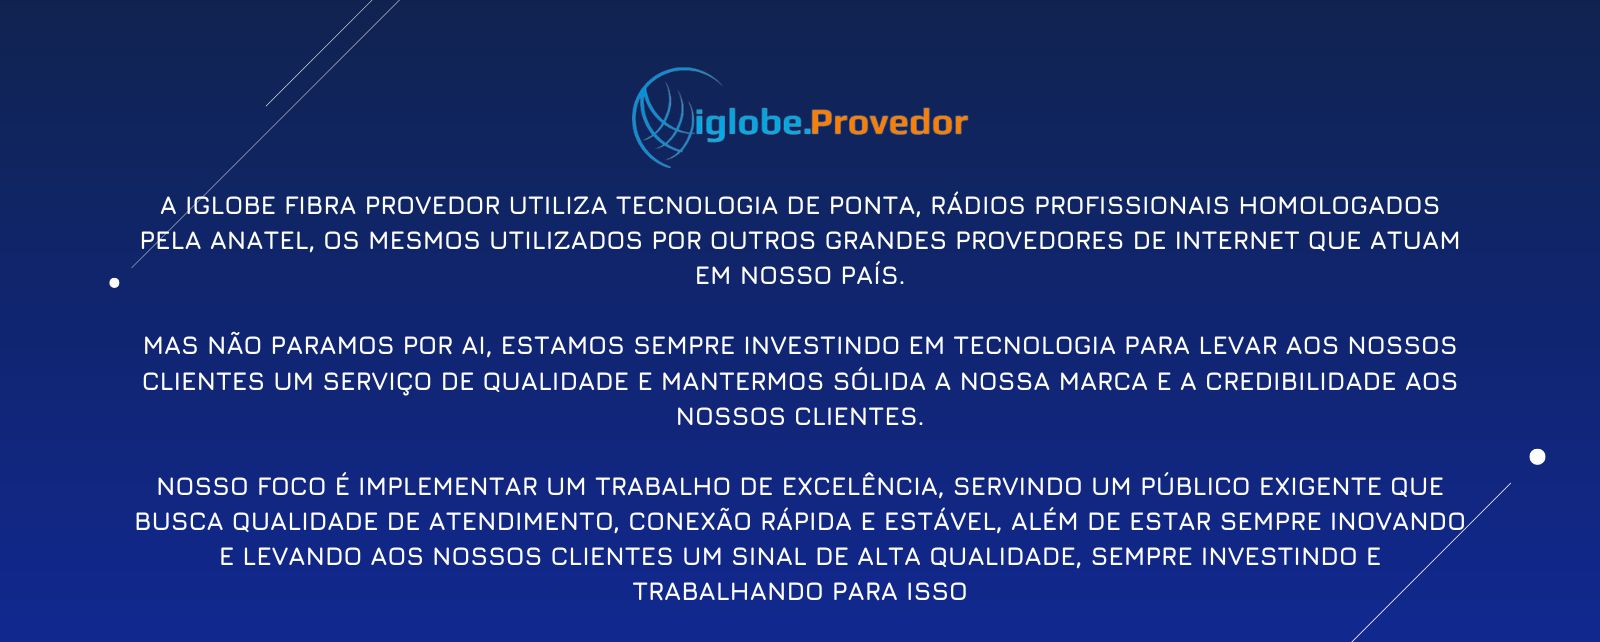 iglobe.Provedor
A IGLOBE FIBRA PROVEDOR UTILIZA TECNOLOGIA DE PONTA, RÁDIOS PROFISSIONAIS HOMOLOGADOS
PELA ANATEL, OS MESMOS UTILIZADOS POR OUTROS GRANDES PROVEDORES DE INTERNET QUE ATUAM
EM NOSSO PAÍS.
MAS NÃO PARAMOS POR AI, ESTAMOS SEMPRE INVESTINDO EM TECNOLOGIA PARA LEVAR AOS NOSSOS
CLIENTES UM SERVIÇO DE QUALIDADE E MANTERMOS SÓLIDA A NOSSA MARCA E A CREDIBILIDADE AOS
NOSSOS CLIENTES.
NOSSO FOCO É IMPLEMENTAR UM TRABALHO DE EXCELÊNCIA, SERVINDO UM PÚBLICO EXIGENTE QUE
BUSCA QUALIDADE DE ATENDIMENTO, CONEXÃO RÁPIDA E ESTÁVEL, ALÉM DE ESTAR SEMPRE INOVANDO
E LEVANDO AOS NOSSOS CLIENTES UM SINAL DE ALTA QUALIDADE, SEMPRE INVESTINDO E
TRABALHANDO PARA ISSO